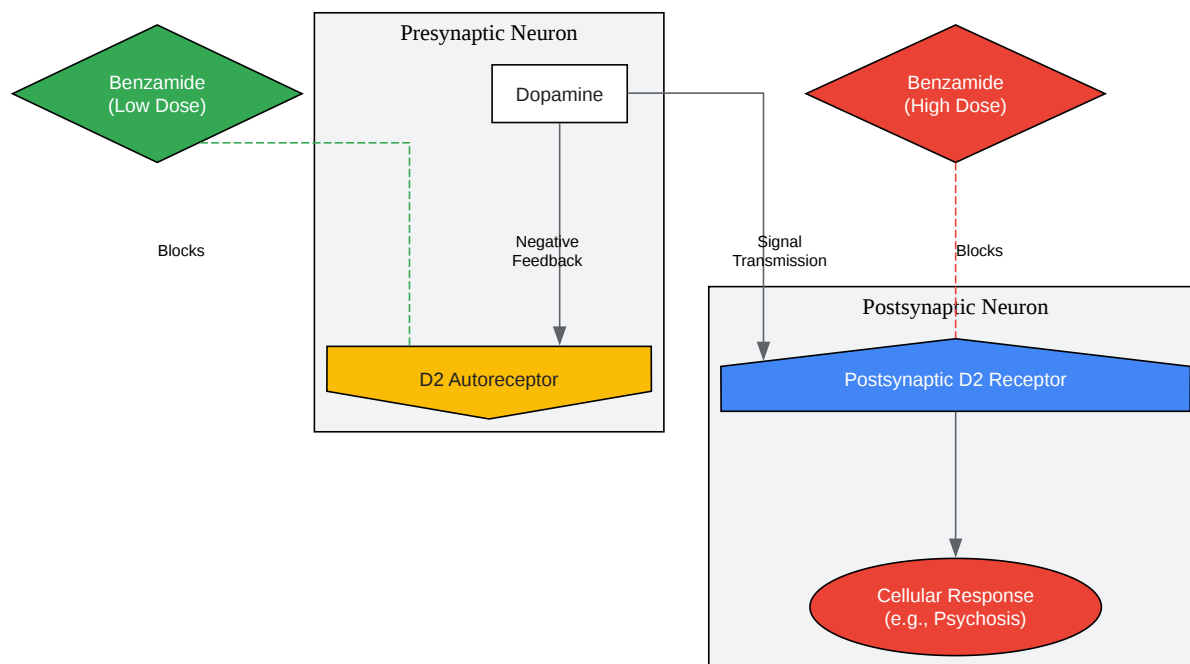 Presynaptic Neuron
Benzamide
(Low Dose)
Dopamine
Benzamide
(High Dose)
Blocks
Negative
Feedback
Signal
Transmission
Blocks
Postsynaptic Neuron
D2 Autoreceptor
Postsynaptic D2 Receptor
Cellular Response
(e.g., Psychosis)